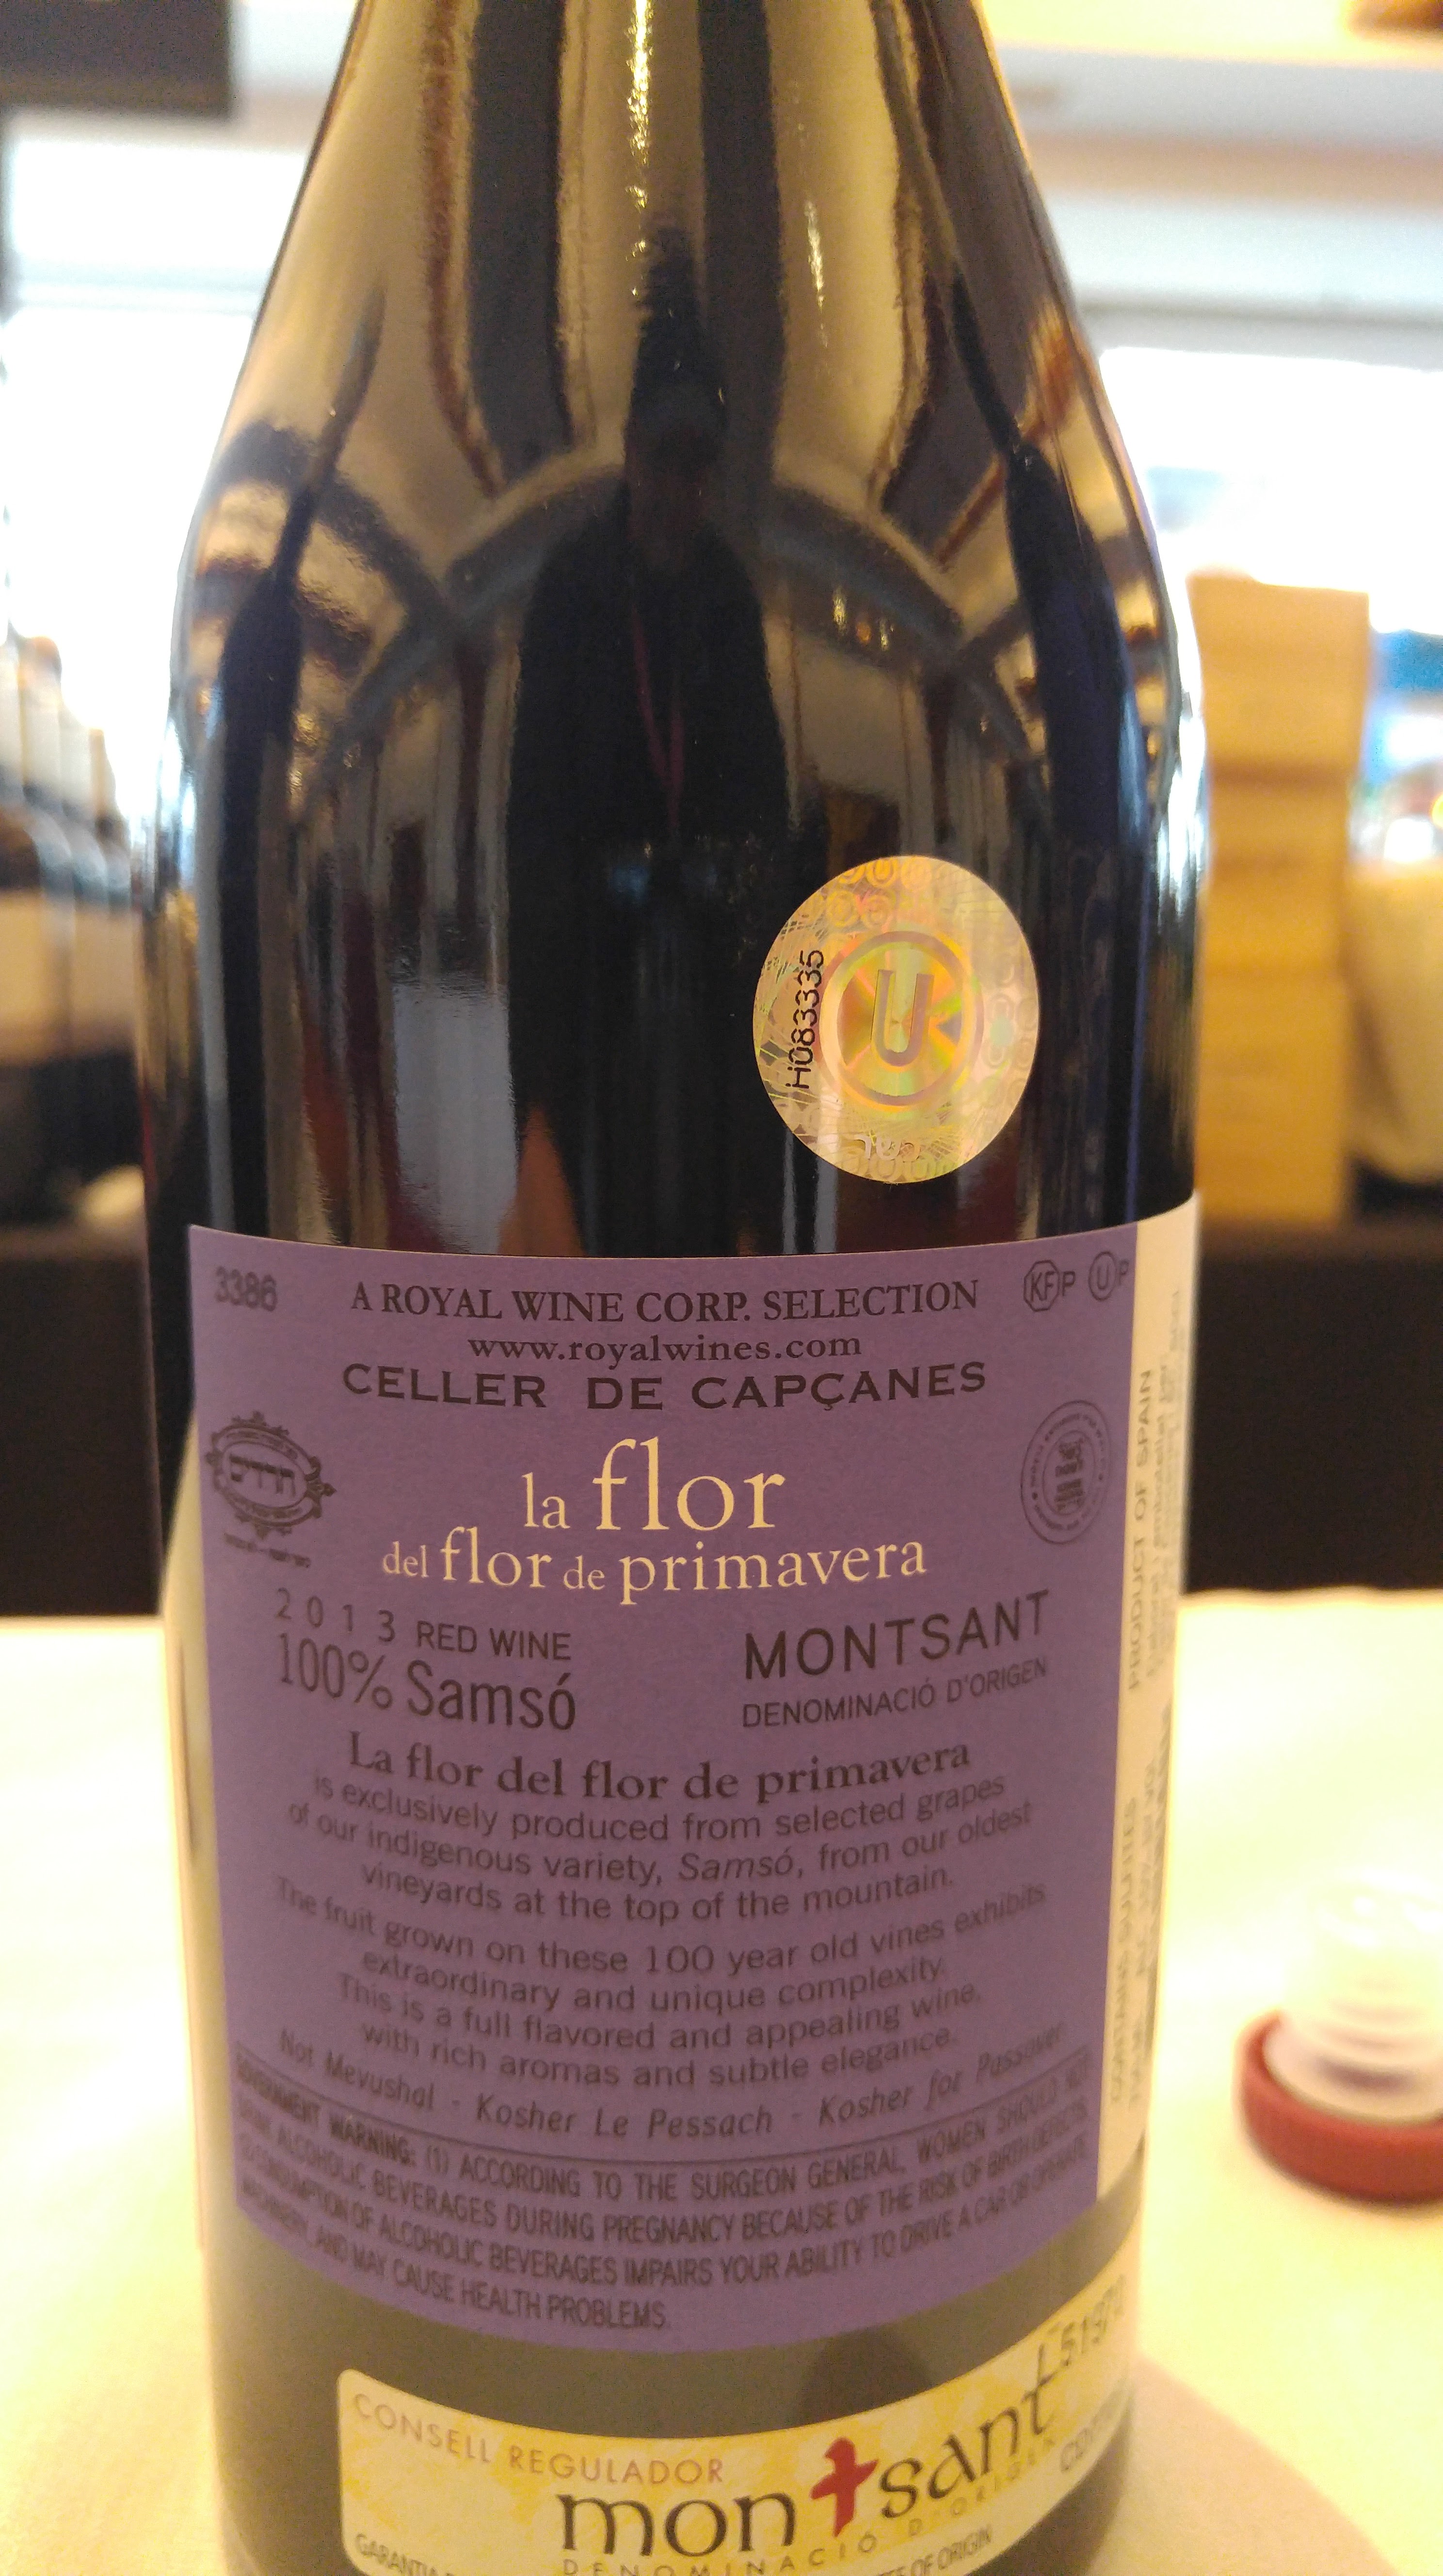 H083335
U
כשר
3386
A ROYAL WINE CORP. SELECTION
KF P U P
www.royalwines.com
CELLER DE CAPÇANES
la flor
del flor de primavera
2013 RED WINE
100% Samsó
MONTSANT
DENOMINACIÓ D'ORIGEN
La flor del flor de primavera
is exclusively produced from selected grapes
of our indigenous variety, Samsó, from our oldest
vineyards at the top of the mountain.
The fruit grown on these 100 year old vines exhibits
extraordinary and unique complexity.
This is a full flavored and appealing wine,
with rich aromas and subtle elegance.
Not Mevushal - Kosher Le Pessach - Kosher for Passover
GOVERNMENT WARNING: (1) ACCORDING TO THE SURGEON GENERAL, WOMEN SHOULD NOT
DRINK ALCOHOLIC BEVERAGES DURING PREGNANCY BECAUSE OF THE RISK OF BIRTH DEFECTS.
(2) CONSUMPTION OF ALCOHOLIC BEVERAGES IMPAIRS YOUR ABILITY TO DRIVE A CAR OR OPERATE
MACHINERY, AND MAY CAUSE HEALTH PROBLEMS.
PRODUCT OF SPAIN
CONTAINS SULFITES
CONSELL REGULADOR
montsant
DENOMINACIÓ D'ORIGEN
GARANTIA
OF ORIGIN